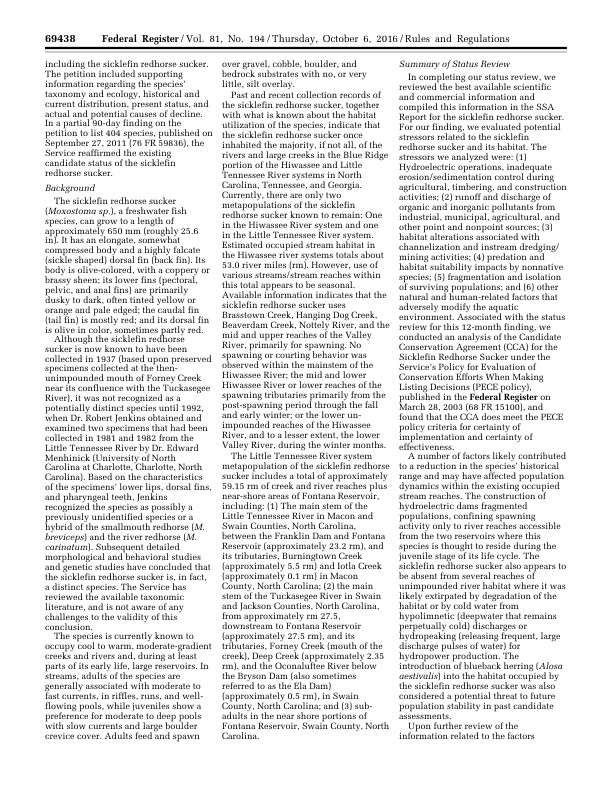 69438 Federal Register / Vol. 81, No. 194 / Thursday, October 6, 2016 / Rules and Regulations
including the sicklefin redhorse sucker.
The petition included supporting
information regarding the species'
taxonomy and ecology, historical and
current distribution, present status, and
actual and potential causes of decline.
In a partial 90-day finding on the
petition to list 404 species, published on
September 27, 2011 (76 FR 59836), the
Service reaffirmed the existing
candidate status of the sicklefin
redhorse sucker.
Background
The sicklefin redhorse sucker
(Moxostoma sp.), a freshwater fish
species, can grow to a length of
approximately 650 mm (roughly 25.6
in). It has an elongate, somewhat
compressed body and a highly falcate
(sickle shaped) dorsal fin (back fin). Its
body is olive-colored, with a coppery or
brassy sheen; its lower fins (pectoral,
pelvic, and anal fins) are primarily
dusky to dark, often tinted yellow or
orange and pale edged; the caudal fin
(tail fin) is mostly red; and its dorsal fin
is olive in color, sometimes partly red.
Although the sicklefin redhorse
sucker is now known to have been
collected in 1937 (based upon preserved
specimens collected at the then-
unimpounded mouth of Forney Creek
near its confluence with the Tuckasegee
River), it was not recognized as a
potentially distinct species until 1992,
when Dr. Robert Jenkins obtained and
examined two specimens that had been
collected in 1981 and 1982 from the
Little Tennessee River by Dr. Edward
Menhinick (University of North
Carolina at Charlotte, Charlotte, North
Carolina). Based on the characteristics
of the specimens' lower lips, dorsal fins,
and pharyngeal teeth, Jenkins
recognized the species as possibly a
previously unidentified species or a
hybrid of the smallmouth redhorse (M.
breviceps) and the river redhorse (M.
carinatum). Subsequent detailed
morphological and behavioral studies
and genetic studies have concluded that
the sicklefin redhorse sucker is, in fact,
a distinct species. The Service has
reviewed the available taxonomic
literature, and is not aware of any
challenges to the validity of this
conclusion.
The species is currently known to
occupy cool to warm, moderate-gradient
creeks and rivers and, during at least
parts of its early life, large reservoirs. In
streams, adults of the species are
generally associated with moderate to
fast currents, in riffles, runs, and well-
flowing pools, while juveniles show a
preference for moderate to deep pools
with slow currents and large boulder
crevice cover. Adults feed and spawn
over gravel, cobble, boulder, and
bedrock substrates with no, or very
little, silt overlay.
Past and recent collection records of
the sicklefin redhorse sucker, together
with what is known about the habitat
utilization of the species, indicate that
the sicklefin redhorse sucker once
inhabited the majority, if not all, of the
rivers and large creeks in the Blue Ridge
portion of the Hiwassee and Little
Tennessee River systems in North
Carolina, Tennessee, and Georgia.
Currently, there are only two
metapopulations of the sicklefin
redhorse sucker known to remain: One
in the Hiwassee River system and one
in the Little Tennessee River system.
Estimated occupied stream habitat in
the Hiwassee river systems totals about
53.0 river miles (rm). However, use of
various streams/stream reaches within
this total appears to be seasonal.
Available information indicates that the
sicklefin redhorse sucker uses
Brasstown Creek, Hanging Dog Creek,
Beaverdam Creek, Nottely River, and the
mid and upper reaches of the Valley
River, primarily for spawning. No
spawning or courting behavior was
observed within the mainstem of the
Hiwassee River; the mid and lower
Hiwassee River or lower reaches of the
spawning tributaries primarily from the
post-spawning period through the fall
and early winter; or the lower un-
impounded reaches of the Hiwassee
River, and to a lesser extent, the lower
Valley River, during the winter months.
The Little Tennessee River system
metapopulation of the sicklefin redhorse
sucker includes a total of approximately
59.15 rm of creek and river reaches plus
near-shore areas of Fontana Reservoir,
including: (1) The main stem of the
Little Tennessee River in Macon and
Swain Counties, North Carolina,
between the Franklin Dam and Fontana
Reservoir (approximately 23.2 rm), and
its tributaries, Burningtown Creek
(approximately 5.5 rm) and Iotla Creek
(approximately 0.1 rm) in Macon
County, North Carolina; (2) the main
stem of the Tuckasegee River in Swain
and Jackson Counties, North Carolina,
from approximately rm 27.5,
downstream to Fontana Reservoir
(approximately 27.5 rm), and its
tributaries, Forney Creek (mouth of the
creek), Deep Creek (approximately 2.35
rm), and the Oconaluftee River below
the Bryson Dam (also sometimes
referred to as the Ela Dam)
(approximately 0.5 rm), in Swain
County, North Carolina; and (3) sub-
adults in the near shore portions of
Fontana Reservoir, Swain County, North
Carolina.
Summary of Status Review
In completing our status review, we
reviewed the best available scientific
and commercial information and
compiled this information in the SSA
Report for the sicklefin redhorse sucker.
For our finding, we evaluated potential
stressors related to the sicklefin
redhorse sucker and its habitat. The
stressors we analyzed were: (1)
Hydroelectric operations, inadequate
erosion/sedimentation control during
agricultural, timbering, and construction
activities; (2) runoff and discharge of
organic and inorganic pollutants from
industrial, municipal, agricultural, and
other point and nonpoint sources; (3)
habitat alterations associated with
channelization and instream dredging/
mining activities; (4) predation and
habitat suitability impacts by nonnative
species; (5) fragmentation and isolation
of surviving populations; and (6) other
natural and human-related factors that
adversely modify the aquatic
environment. Associated with the status
review for this 12-month finding, we
conducted an analysis of the Candidate
Conservation Agreement (CCA) for the
Sicklefin Redhorse Sucker under the
Service's Policy for Evaluation of
Conservation Efforts When Making
Listing Decisions (PECE policy),
published in the Federal Register on
March 28, 2003 (68 FR 15100), and
found that the CCA does meet the PECE
policy criteria for certainty of
implementation and certainty of
effectiveness.
A number of factors likely contributed
to a reduction in the species' historical
range and may have affected population
dynamics within the existing occupied
stream reaches. The construction of
hydroelectric dams fragmented
populations, confining spawning
activity only to river reaches accessible
from the two reservoirs where this
species is thought to reside during the
juvenile stage of its life cycle. The
sicklefin redhorse sucker also appears to
be absent from several reaches of
unimpounded river habitat where it was
likely extirpated by degradation of the
habitat or by cold water from
hypolimnetic (deepwater that remains
perpetually cold) discharges or
hydropeaking (releasing frequent, large
discharge pulses of water) for
hydropower production. The
introduction of blueback herring (Alosa
aestivalis) into the habitat occupied by
the sicklefin redhorse sucker was also
considered a potential threat to future
population stability in past candidate
assessments.
Upon further review of the
information related to the factors